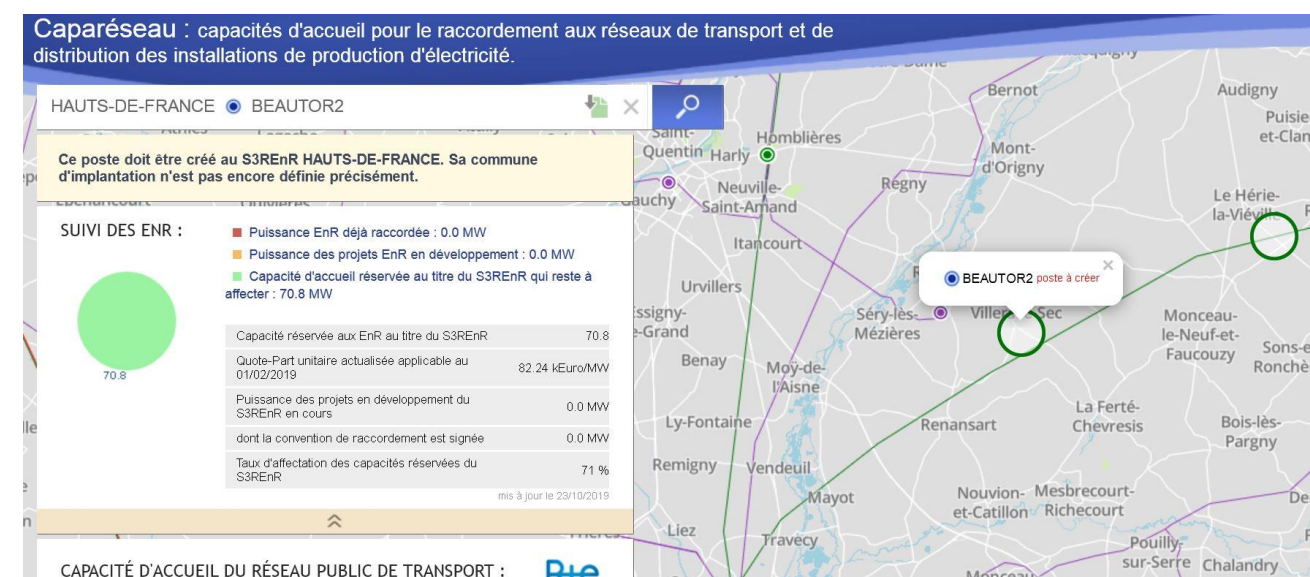 Caparéseau : capacités d'accueil pour le raccordement aux réseaux de transport et de
distribution des installations de production d'électricité.
HAUTS-DE-FRANCE BEAUTOR2
Ce poste doit être créé au S3REnR HAUTS-DE-FRANCE. Sa commune
d'implantation n'est pas encore définie précisément.
SUIVI DES ENR :
Puissance EnR déjà raccordée : 0.0 MW
Puissance des projets EnR en développement : 0.0 MW
Capacité d'accueil réservée au titre du S3REnR qui reste à
affecter : 70.8 MW
70.8
Capacité réservée aux EnR au titre du S3REnR 70.8
Quote-Part unitaire actualisée applicable au
01/02/2019 82.24 kEuro/MW
Puissance des projets en développement du
S3REnR en cours 0.0 MW
dont la convention de raccordement est signée 0.0 MW
Taux d'affectation des capacités réservées du
S3REnR 71 %
mis à jour le 23/10/2019
CAPACITÉ D'ACCUEIL DU RÉSEAU PUBLIC DE TRANSPORT :
Rte
Bernot
Audigny
Saint-
Quentin
Harly
Homblières
Mont-
d'Origny
Neuville-
Saint-Amand
Regny
Gauchy
Le Hérie-
la-Viéville
Itancourt
BEAUTOR2 poste à créer
Urvillers
Séry-lès-
Mézières
Essigny-
le-Grand
Benay
Moÿ-de-
l'Aisne
Monceau-
le-Neuf-et-
Faucouzy
Ly-Fontaine
Renansart
La Ferté-
Chevresis
Bois-lès-
Pargny
Remigny
Vendeuil
Mayot
Nouvion-
et-Catillon
Mesbrecourt-
Richecourt
Liez
Travecy
Pouilly-
sur-Serre
Chalandry
Monceau